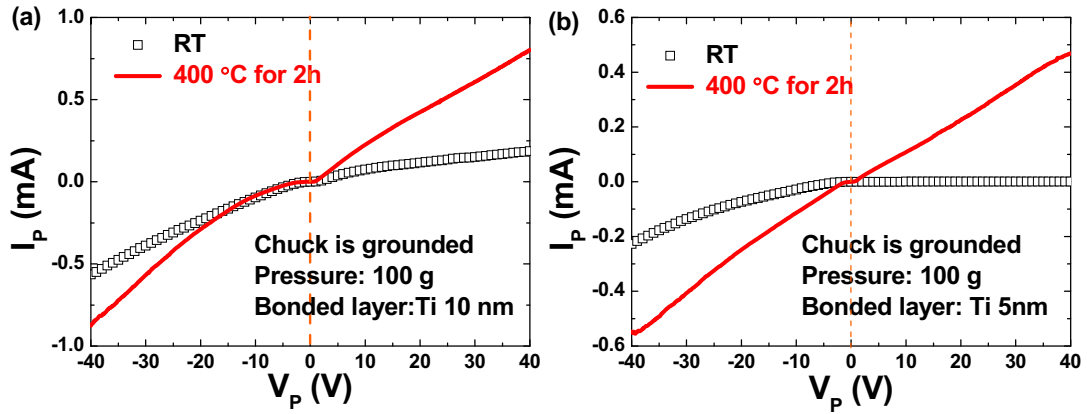 (a)
RT
400 °C for 2h
1.0
0.5
0.0
-0.5
-1.0
I_P (mA)
Chuck is grounded
Pressure: 100 g
Bonded layer:Ti 10 nm
-40 -30 -20 -10 0 10 20 30 40
V_P (V)
(b)
RT
400 °C for 2h
0.6
0.4
0.2
0.0
-0.2
-0.4
-0.6
I_P (mA)
Chuck is grounded
Pressure: 100 g
Bonded layer: Ti 5nm
-40 -30 -20 -10 0 10 20 30 40
V_P (V)